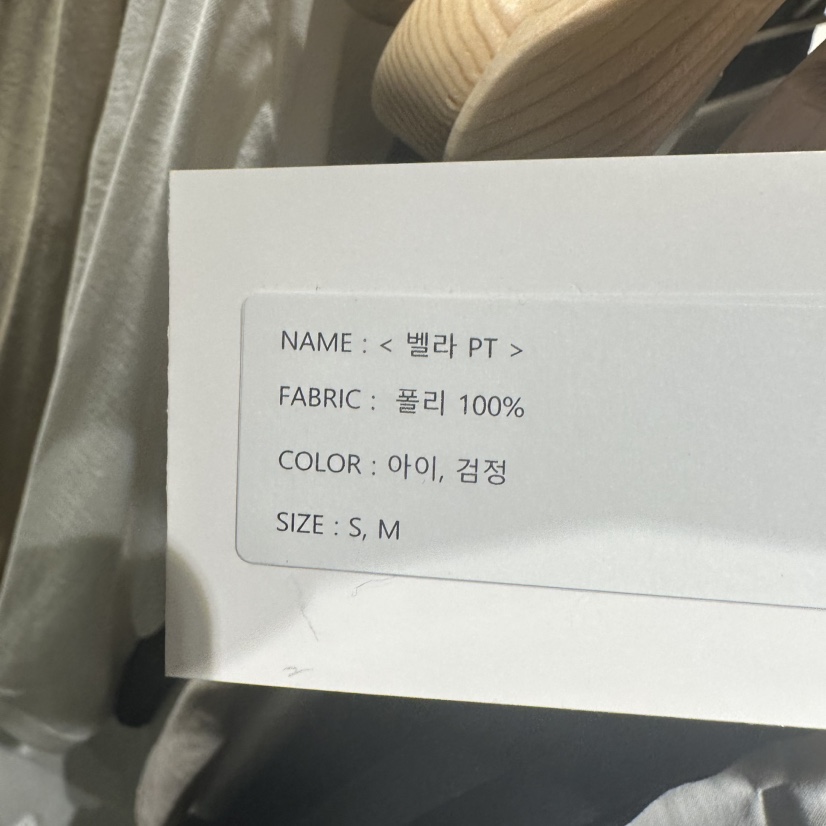 NAME : < 벨라 PT >
FABRIC : 폴리 100%
COLOR : 아이, 검정
SIZE : S, M